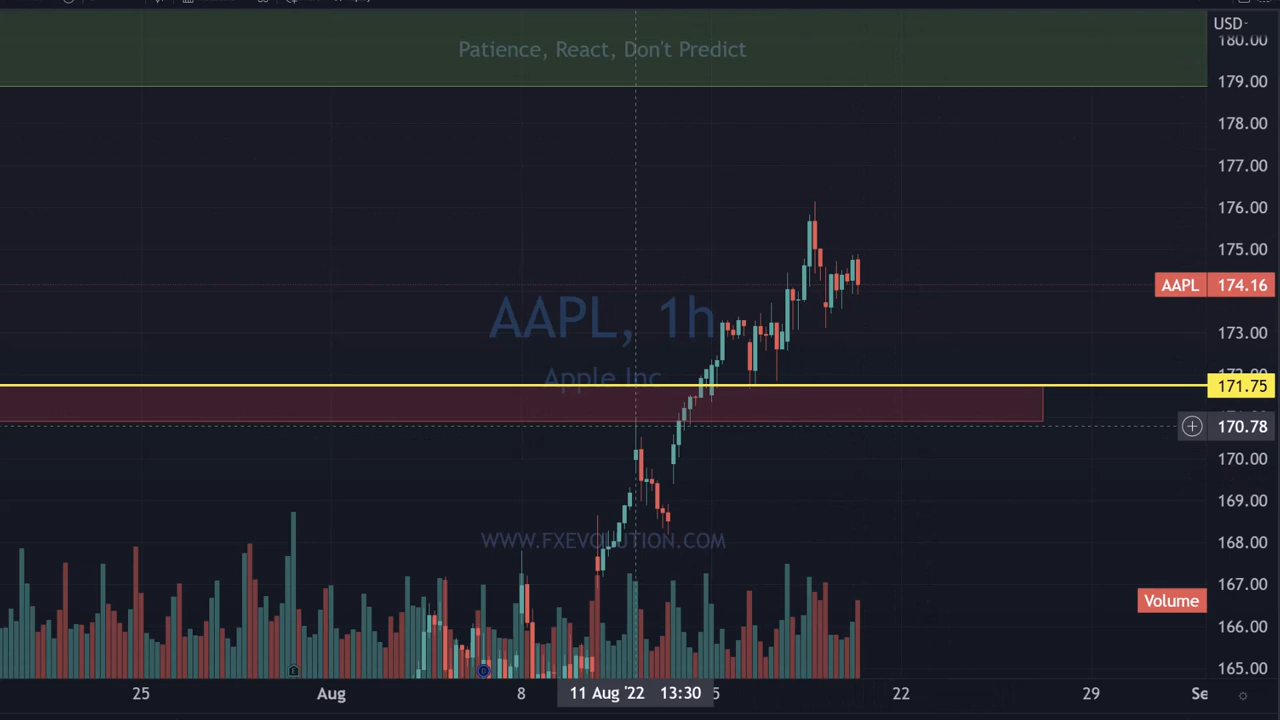 USD
180.00
Patience, React, Don't Predict
179.00
178.00
177.00
176.00
175.00
AAPL 174.16
AAPL, 1h
173.00
Apple Inc
171.75
170.78
170.00
169.00
WWW.FXEVOLUTION.COM
168.00
167.00
Volume
166.00
165.00
25 Aug 8 11 Aug '22 13:30 22 29